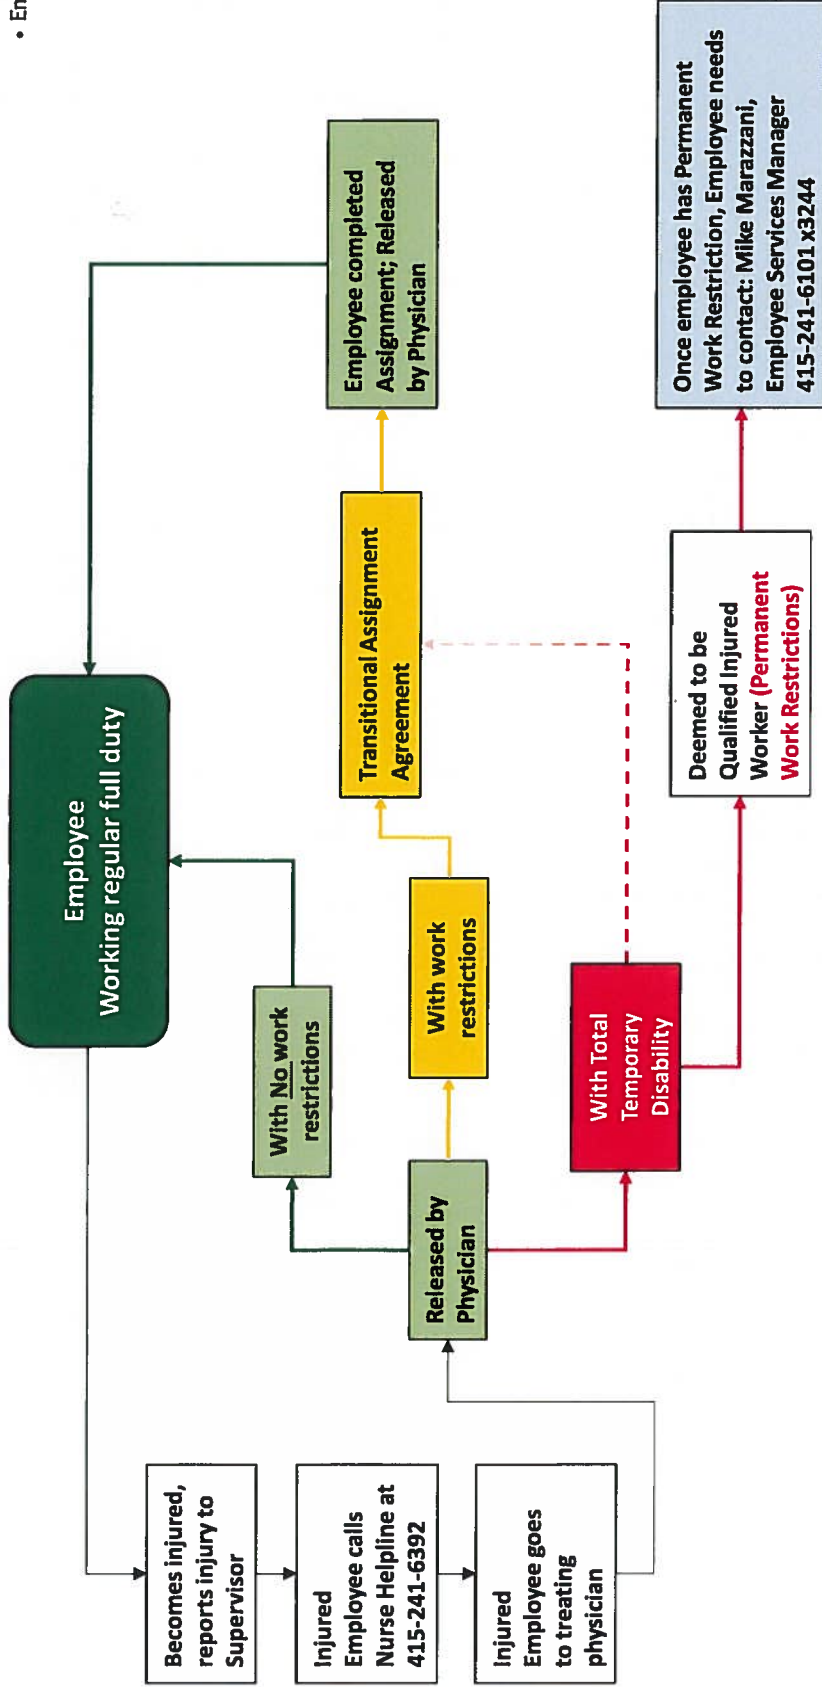 • En
Employee
Working regular full duty
Becomes injured,
reports injury to
Supervisor
Injured
Employee calls
Nurse Helpline at
415-241-6392
Injured
Employee goes
to treating
physician
Released by
Physician
With No work
restrictions
With work
restrictions
With Total
Temporary
Disability
Transitional Assignment
Agreement
Employee completed
Assignment; Released
by Physician
Deemed to be
Qualified Injured
Worker (Permanent
Work Restrictions)
Once employee has Permanent
Work Restriction, Employee needs
to contact: Mike Marazzani,
Employee Services Manager
415-241-6101 x3244